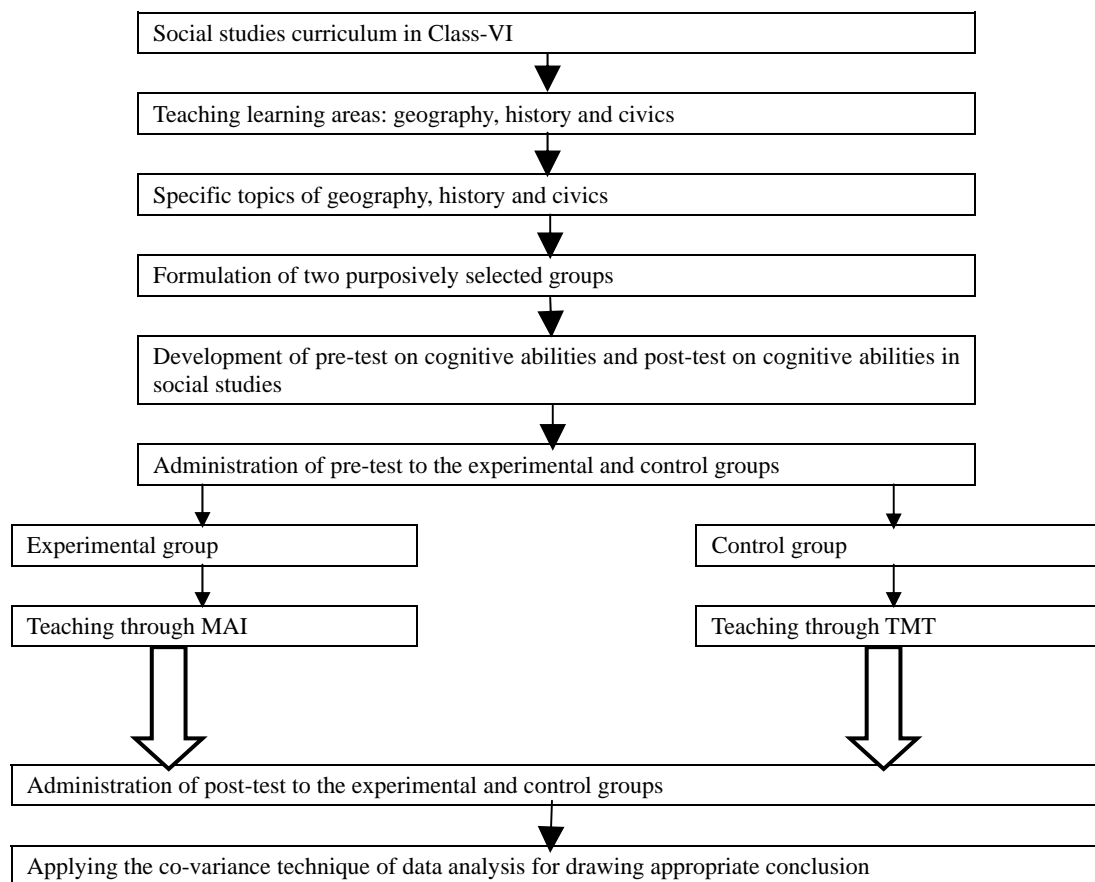 Social studies curriculum in Class-VI
Teaching learning areas: geography, history and civics
Specific topics of geography, history and civics
Formulation of two purposively selected groups
Development of pre-test on cognitive abilities and post-test on cognitive abilities in
social studies
Administration of pre-test to the experimental and control groups
Experimental group
Control group
Teaching through MAI
Teaching through TMT
Administration of post-test to the experimental and control groups
Applying the co-variance technique of data analysis for drawing appropriate conclusion